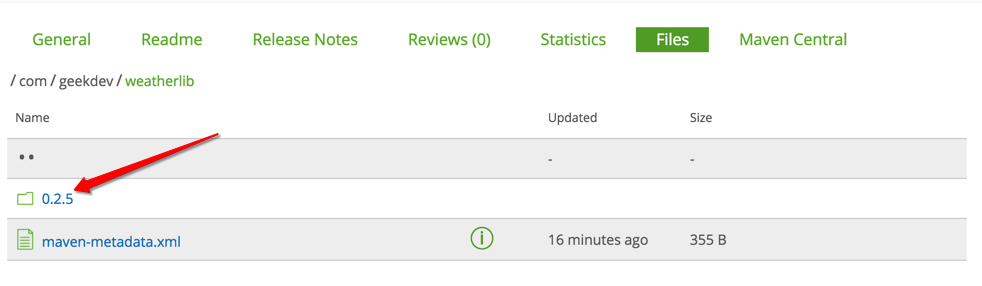 General Readme Release Notes Reviews (0) Statistics Files Maven Central
/ com / geekdev / weatherlib
Name Updated Size
•• - -
0.2.5
maven-metadata.xml i 16 minutes ago 355 B